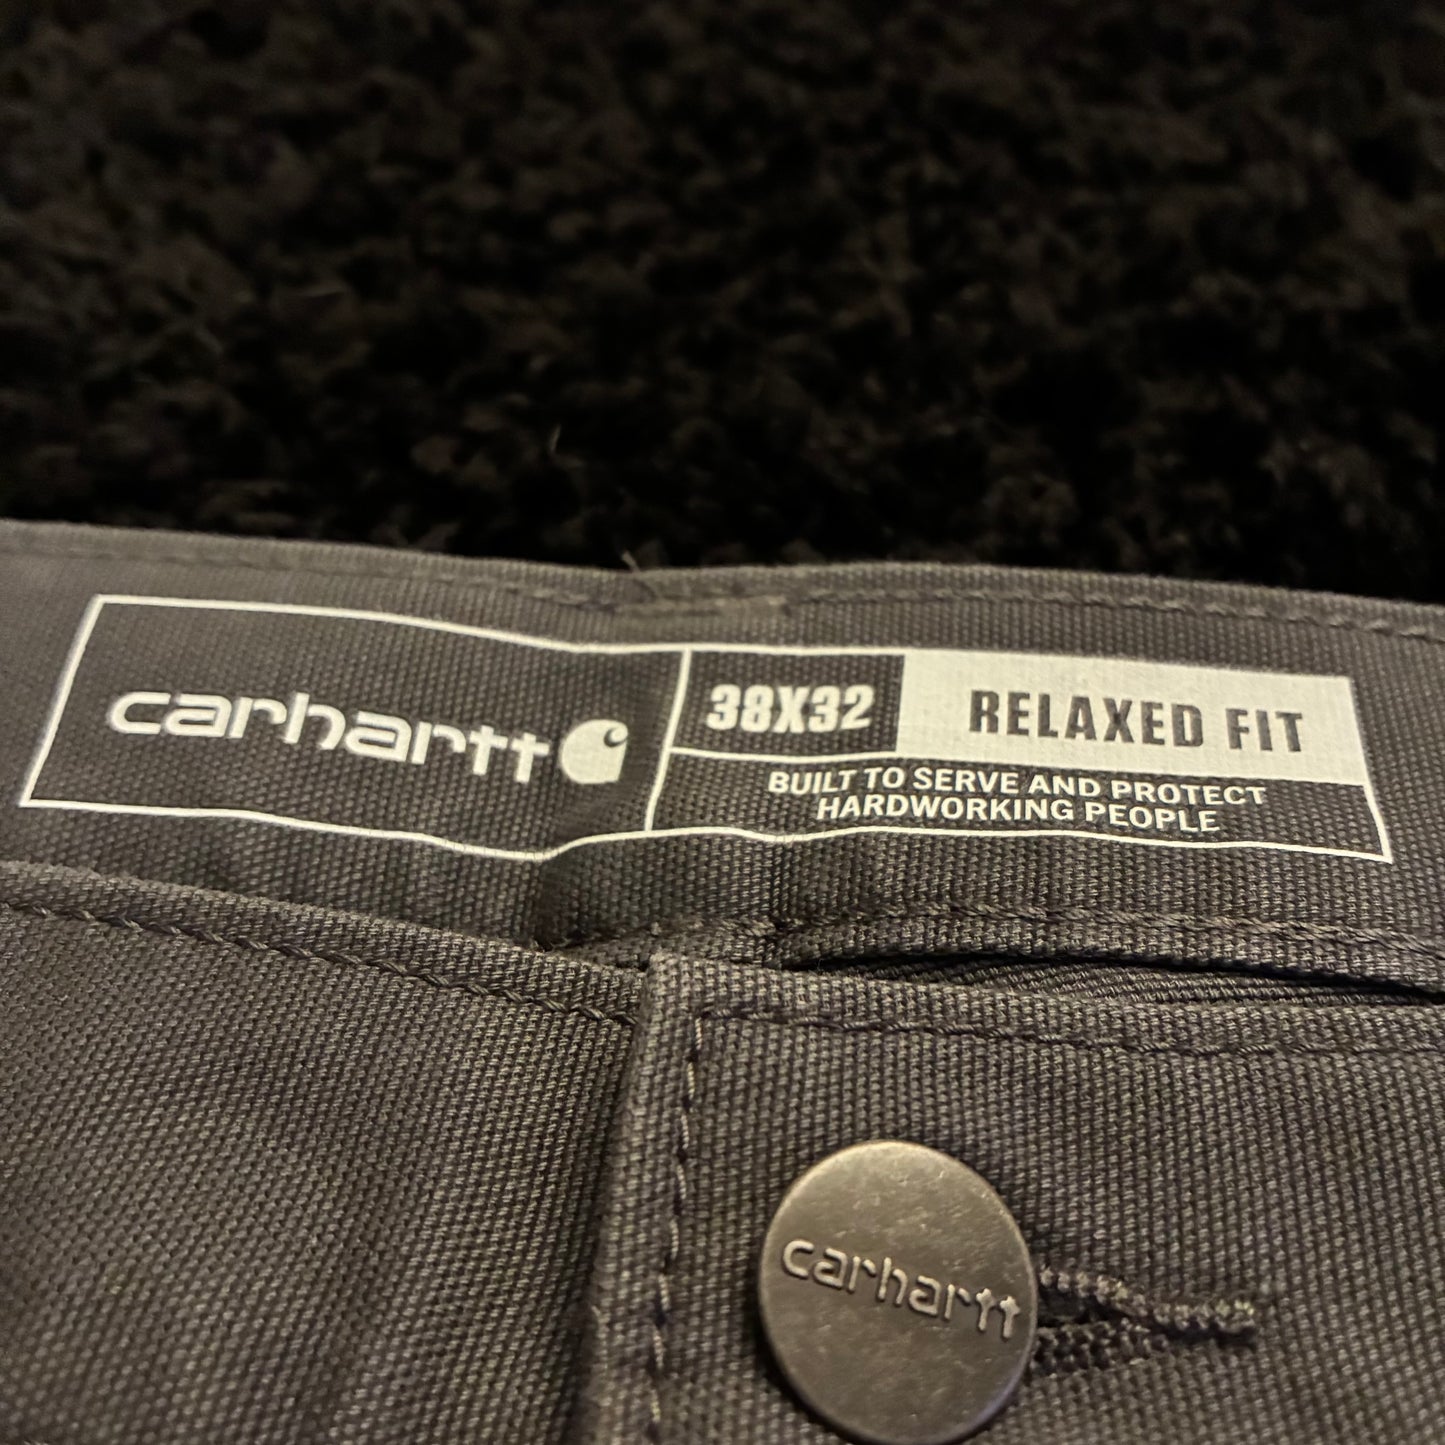 carhartt
38X32 RELAXED FIT
BUILT TO SERVE AND PROTECT
HARDWORKING PEOPLE
carhartt